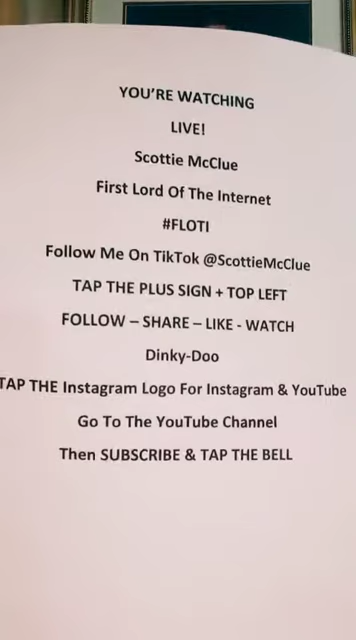 YOU'RE WATCHING
LIVE!
Scottie McClue
First Lord Of The Internet
#FLOTI
Follow Me On TikTok @ScottieMcClue
TAP THE PLUS SIGN + TOP LEFT
FOLLOW – SHARE – LIKE - WATCH
Dinky-Doo
TAP THE Instagram Logo For Instagram & YouTube
Go To The YouTube Channel
Then SUBSCRIBE & TAP THE BELL